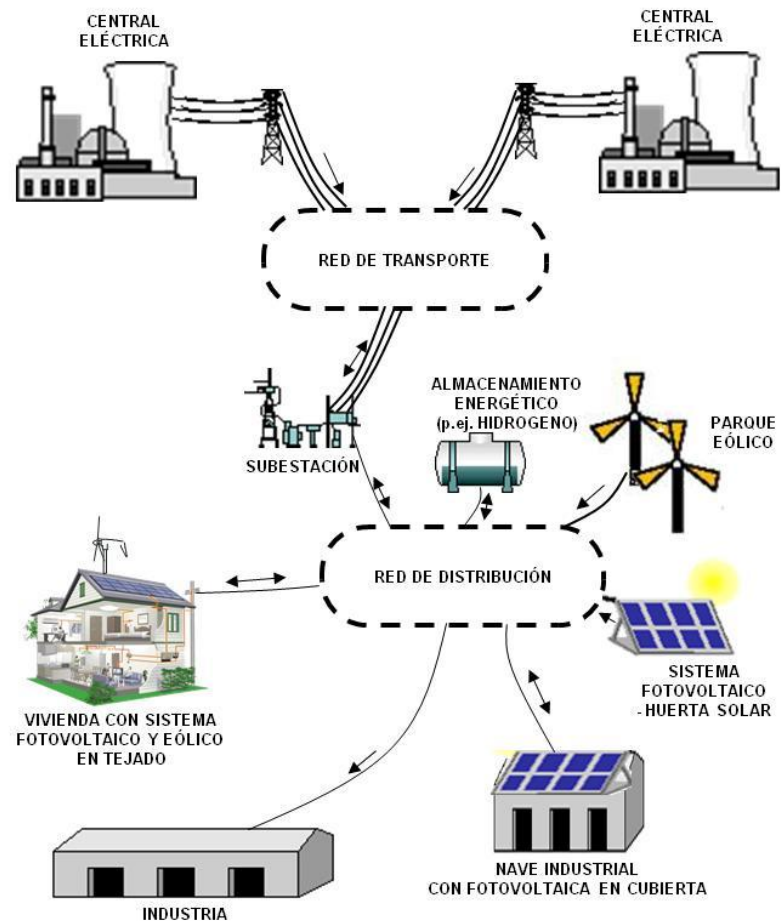 CENTRAL
ELÉCTRICA
CENTRAL
ELÉCTRICA
RED DE TRANSPORTE
ALMACENAMIENTO
ENERGÉTICO
(p.ej. HIDROGENO)
PARQUE
EÓLICO
SUBESTACIÓN
RED DE DISTRIBUCIÓN
SISTEMA
FOTOVOLTAICO
- HUERTA SOLAR
VIVIENDA CON SISTEMA
FOTOVOLTAICO Y EÓLICO
EN TEJADO
NAVE INDUSTRIAL
CON FOTOVOLTAICA EN CUBIERTA
INDUSTRIA